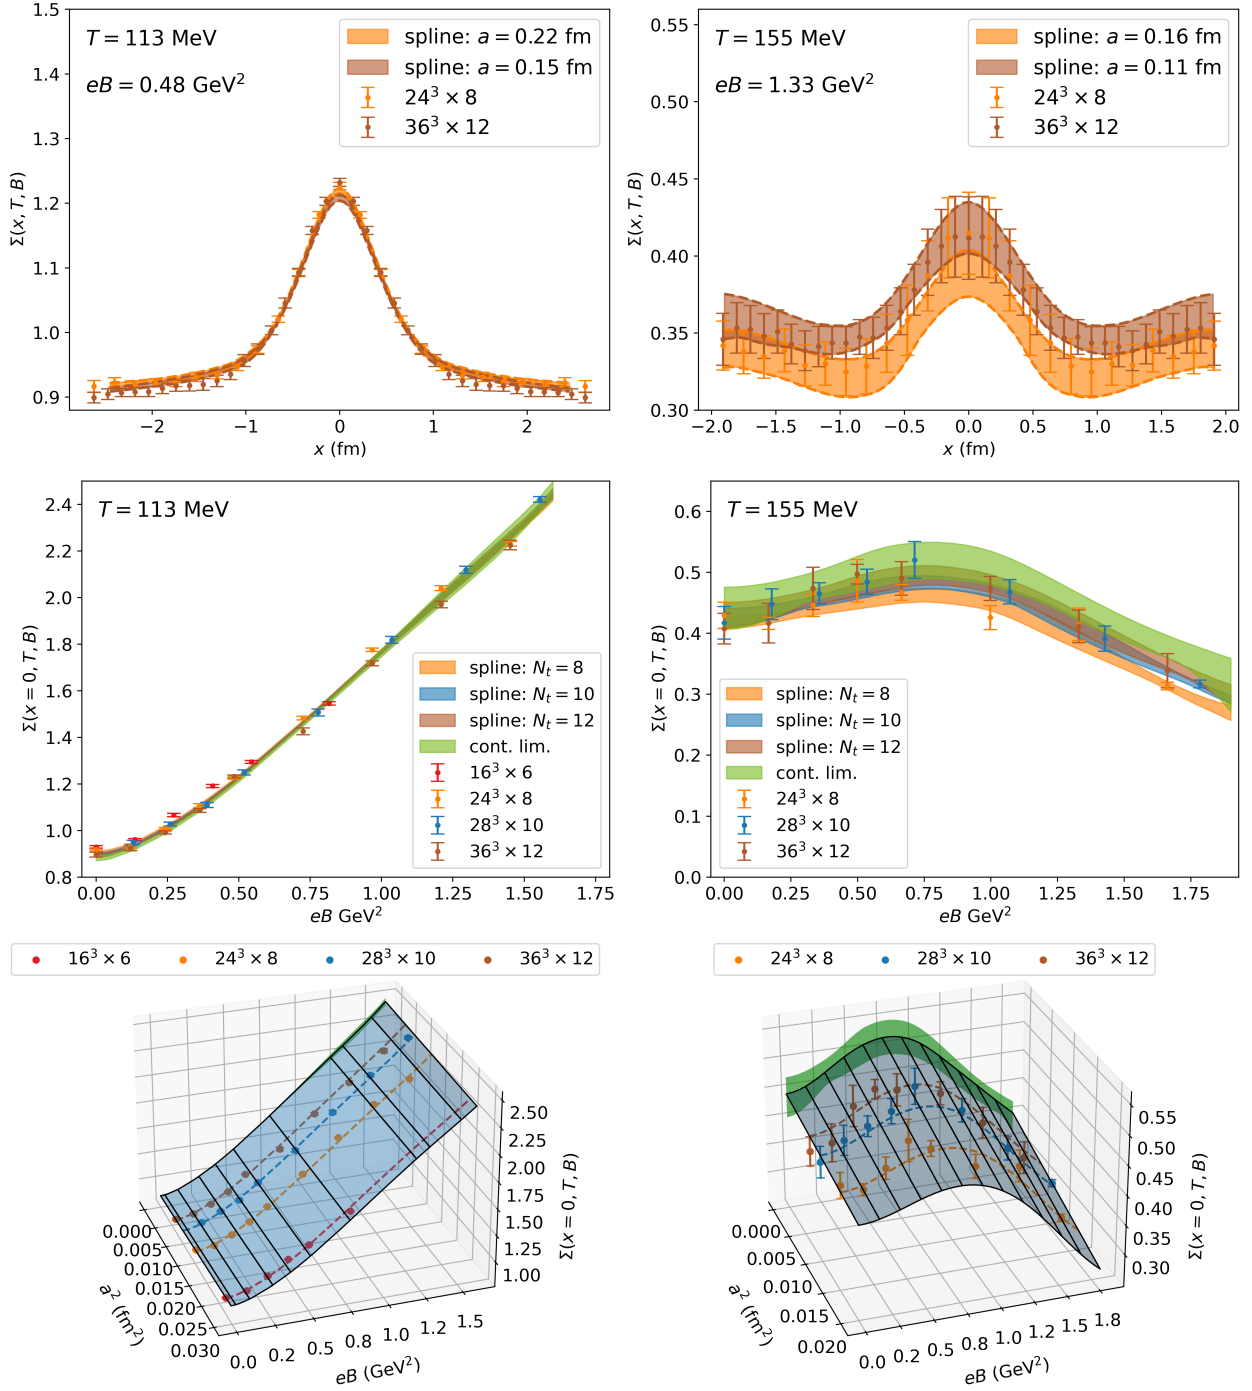 T = 113 MeV
eB = 0.48 GeV²
spline: a = 0.22 fm
spline: a = 0.15 fm
24³ × 8
36³ × 12
Σ(x, T, B)
1.5
1.4
1.3
1.2
1.1
1.0
0.9
−2
−1
0
1
2
x (fm)
T = 155 MeV
eB = 1.33 GeV²
spline: a = 0.16 fm
spline: a = 0.11 fm
24³ × 8
36³ × 12
Σ(x, T, B)
0.55
0.50
0.45
0.40
0.35
0.30
−2.0
−1.5
−1.0
−0.5
0.0
0.5
1.0
1.5
2.0
x (fm)
T = 113 MeV
Σ(x = 0, T, B)
2.4
2.2
2.0
1.8
1.6
1.4
1.2
1.0
0.8
spline: Nₜ = 8
spline: Nₜ = 10
spline: Nₜ = 12
cont. lim.
16³ × 6
24³ × 8
28³ × 10
36³ × 12
0.00
0.25
0.50
0.75
1.00
1.25
1.50
1.75
eB GeV²
T = 155 MeV
Σ(x = 0, T, B)
0.6
0.5
0.4
0.3
0.2
0.1
0.0
spline: Nₜ = 8
spline: Nₜ = 10
spline: Nₜ = 12
cont. lim.
24³ × 8
28³ × 10
36³ × 12
0.00
0.25
0.50
0.75
1.00
1.25
1.50
1.75
eB GeV²
16³ × 6
24³ × 8
28³ × 10
36³ × 12
2.50
2.25
2.00
1.75
1.50
1.25
1.00
Σ(x = 0, T, B)
0.000
0.005
0.010
0.015
0.020
0.025
0.030
a² (fm²)
0.0
0.2
0.5
0.8
1.0
1.2
1.5
eB (GeV²)
24³ × 8
28³ × 10
36³ × 12
0.55
0.50
0.45
0.40
0.35
0.30
Σ(x = 0, T, B)
0.000
0.005
0.010
0.015
0.020
a² (fm²)
0.0
0.2
0.5
0.8
1.0
1.2
1.5
1.8
eB (GeV²)